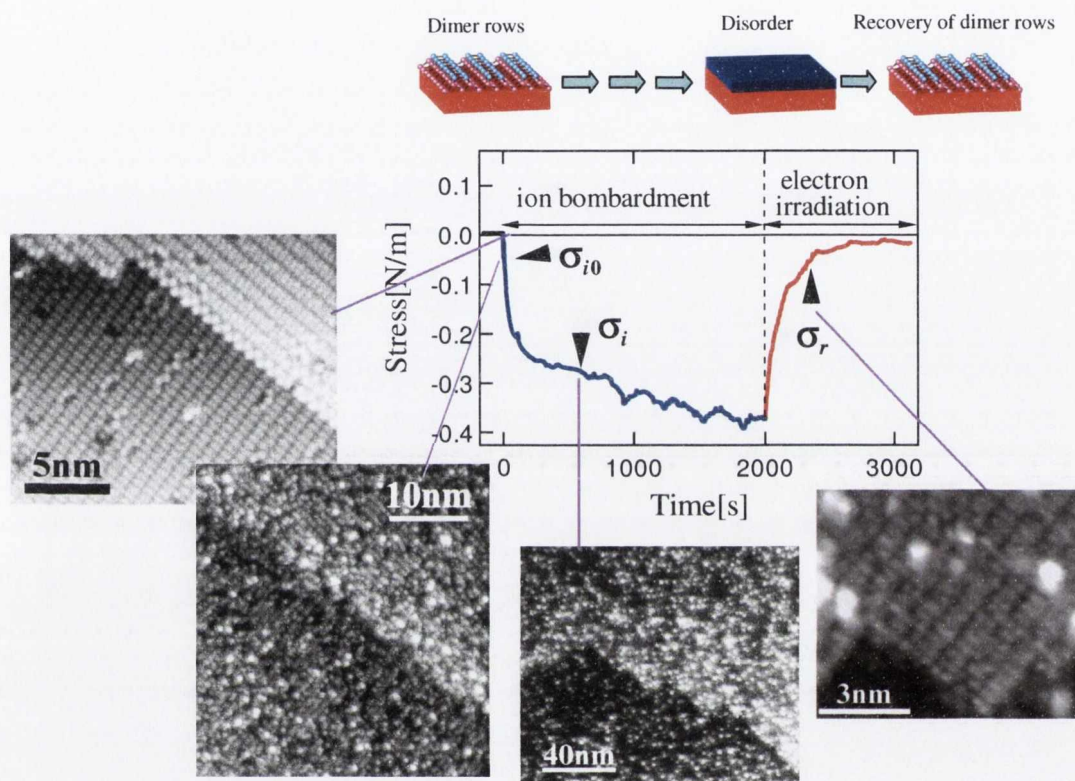 Dimer rows
Disorder
Recovery of dimer rows
0.1
0.0
-0.1
-0.2
-0.3
-0.4
Stress[N/m]
ion bombardment
electron
irradiation
σi0
σi
σr
0
1000
2000
3000
Time[s]
5nm
10nm
40nm
3nm